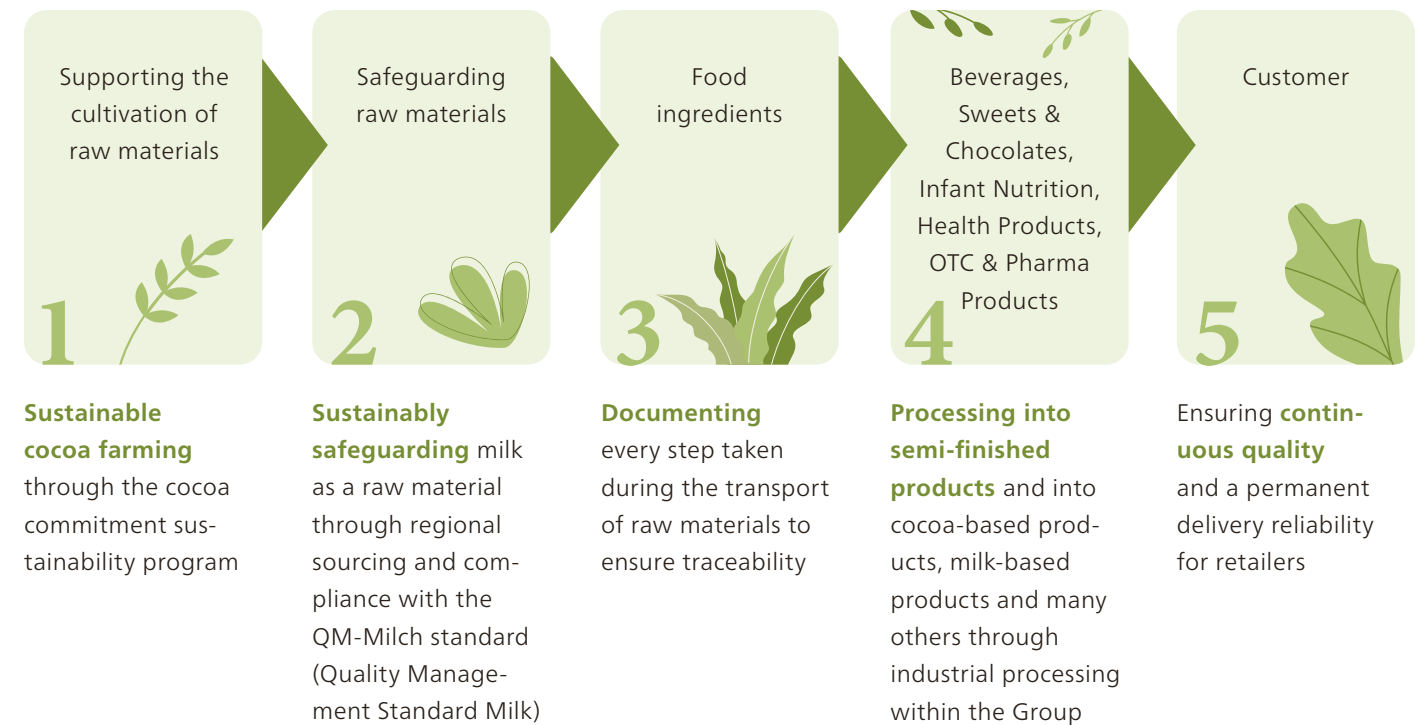 Supporting the
cultivation of
raw materials
1
Sustainable
cocoa farming
through the cocoa
commitment sus-
tainability program
Safeguarding
raw materials
2
Sustainably
safeguarding milk
as a raw material
through regional
sourcing and com-
pliance with the
QM-Milch standard
(Quality Manage-
ment Standard Milk)
Food
ingredients
3
Documenting
every step taken
during the transport
of raw materials to
ensure traceability
Beverages,
Sweets &
Chocolates,
Infant Nutrition,
Health Products,
OTC & Pharma
Products
4
Processing into
semi-finished
products and into
cocoa-based prod-
ucts, milk-based
products and many
others through
industrial processing
within the Group
Customer
5
Ensuring contin-
uous quality
and a permanent
delivery reliability
for retailers